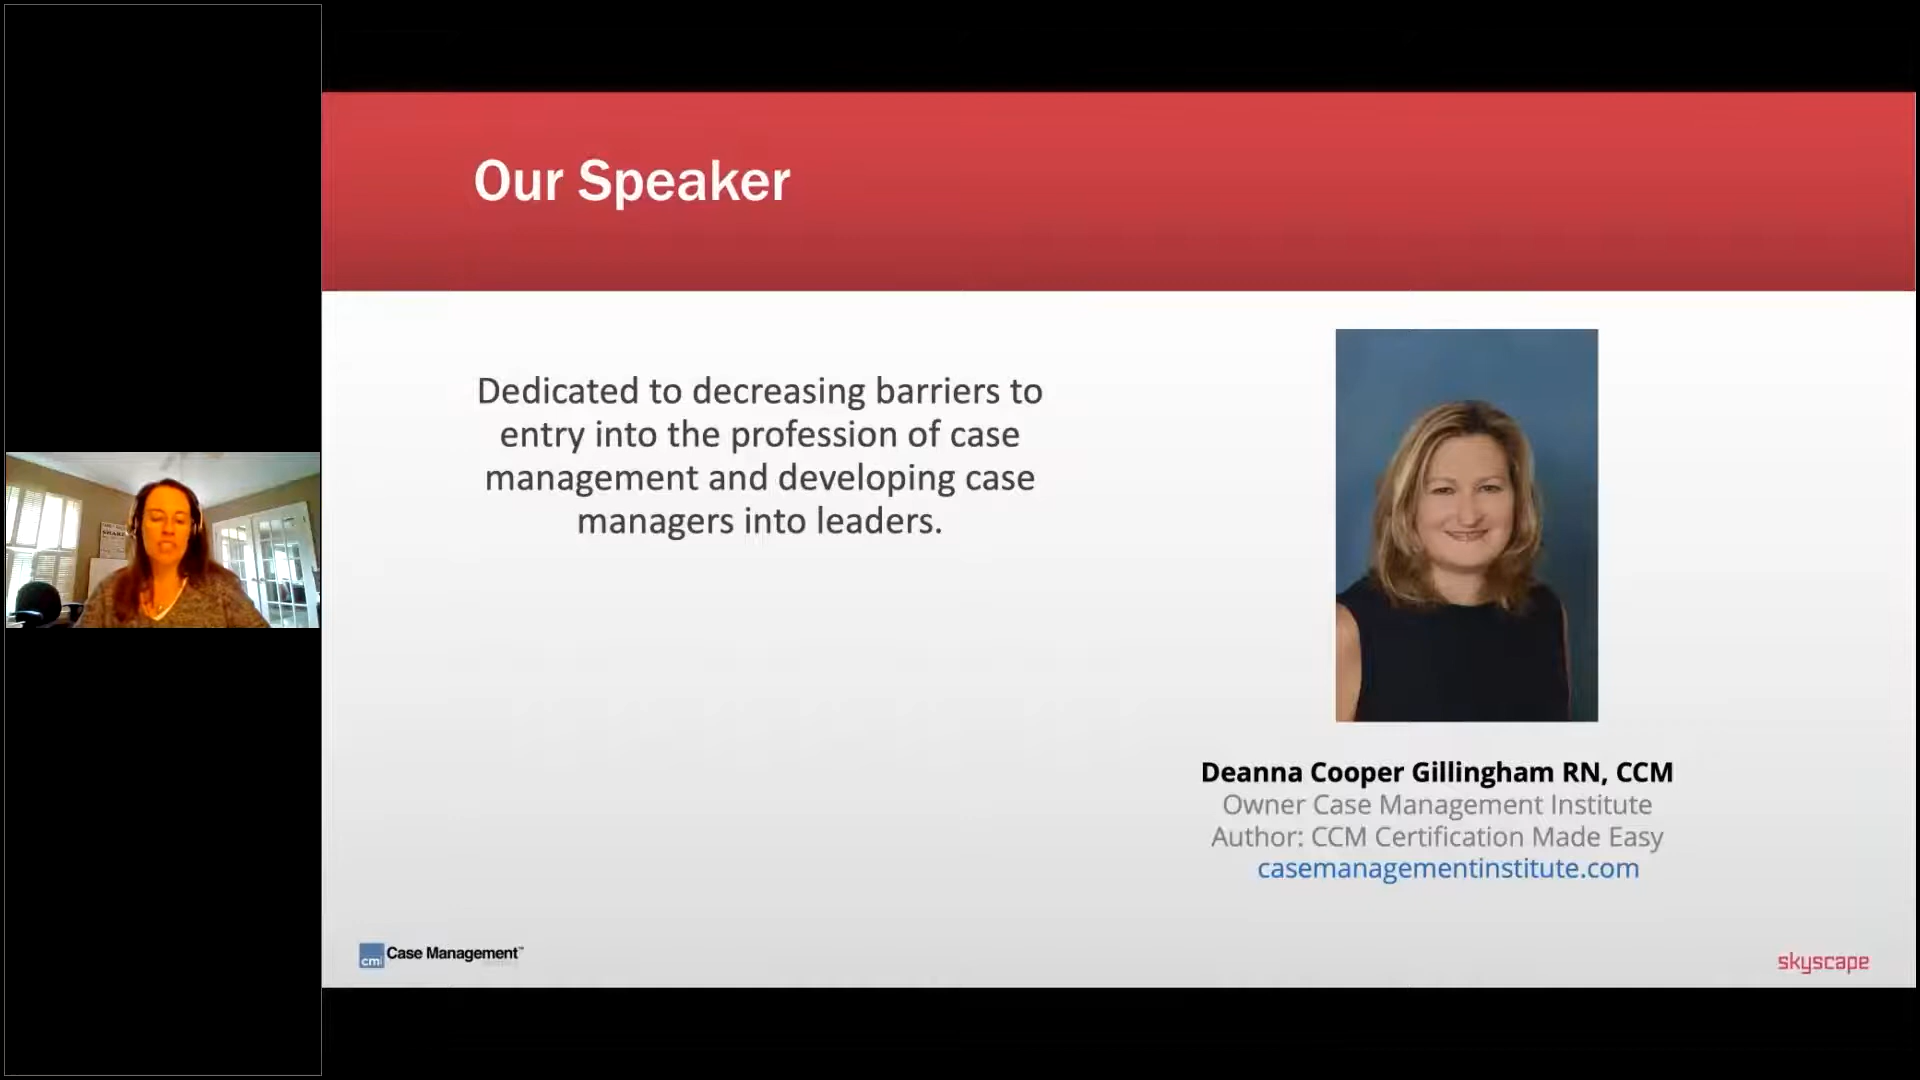 Our Speaker
Dedicated to decreasing barriers to
entry into the profession of case
management and developing case
managers into leaders.
Deanna Cooper Gillingham RN, CCM
Owner Case Management Institute
Author: CCM Certification Made Easy
casemanagementinstitute.com
cmi Case Management™
skyscape